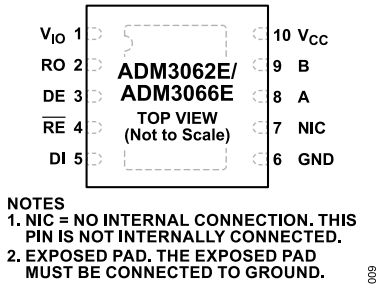 V_IO 1 10 V_CC
RO 2 9 B
ADM3062E/
DE 3 8 A
ADM3066E
TOP VIEW
RE 4 7 NIC
(Not to Scale)
DI 5 6 GND
NOTES
1. NIC = NO INTERNAL CONNECTION. THIS
PIN IS NOT INTERNALLY CONNECTED.
2. EXPOSED PAD. THE EXPOSED PAD
MUST BE CONNECTED TO GROUND.
009